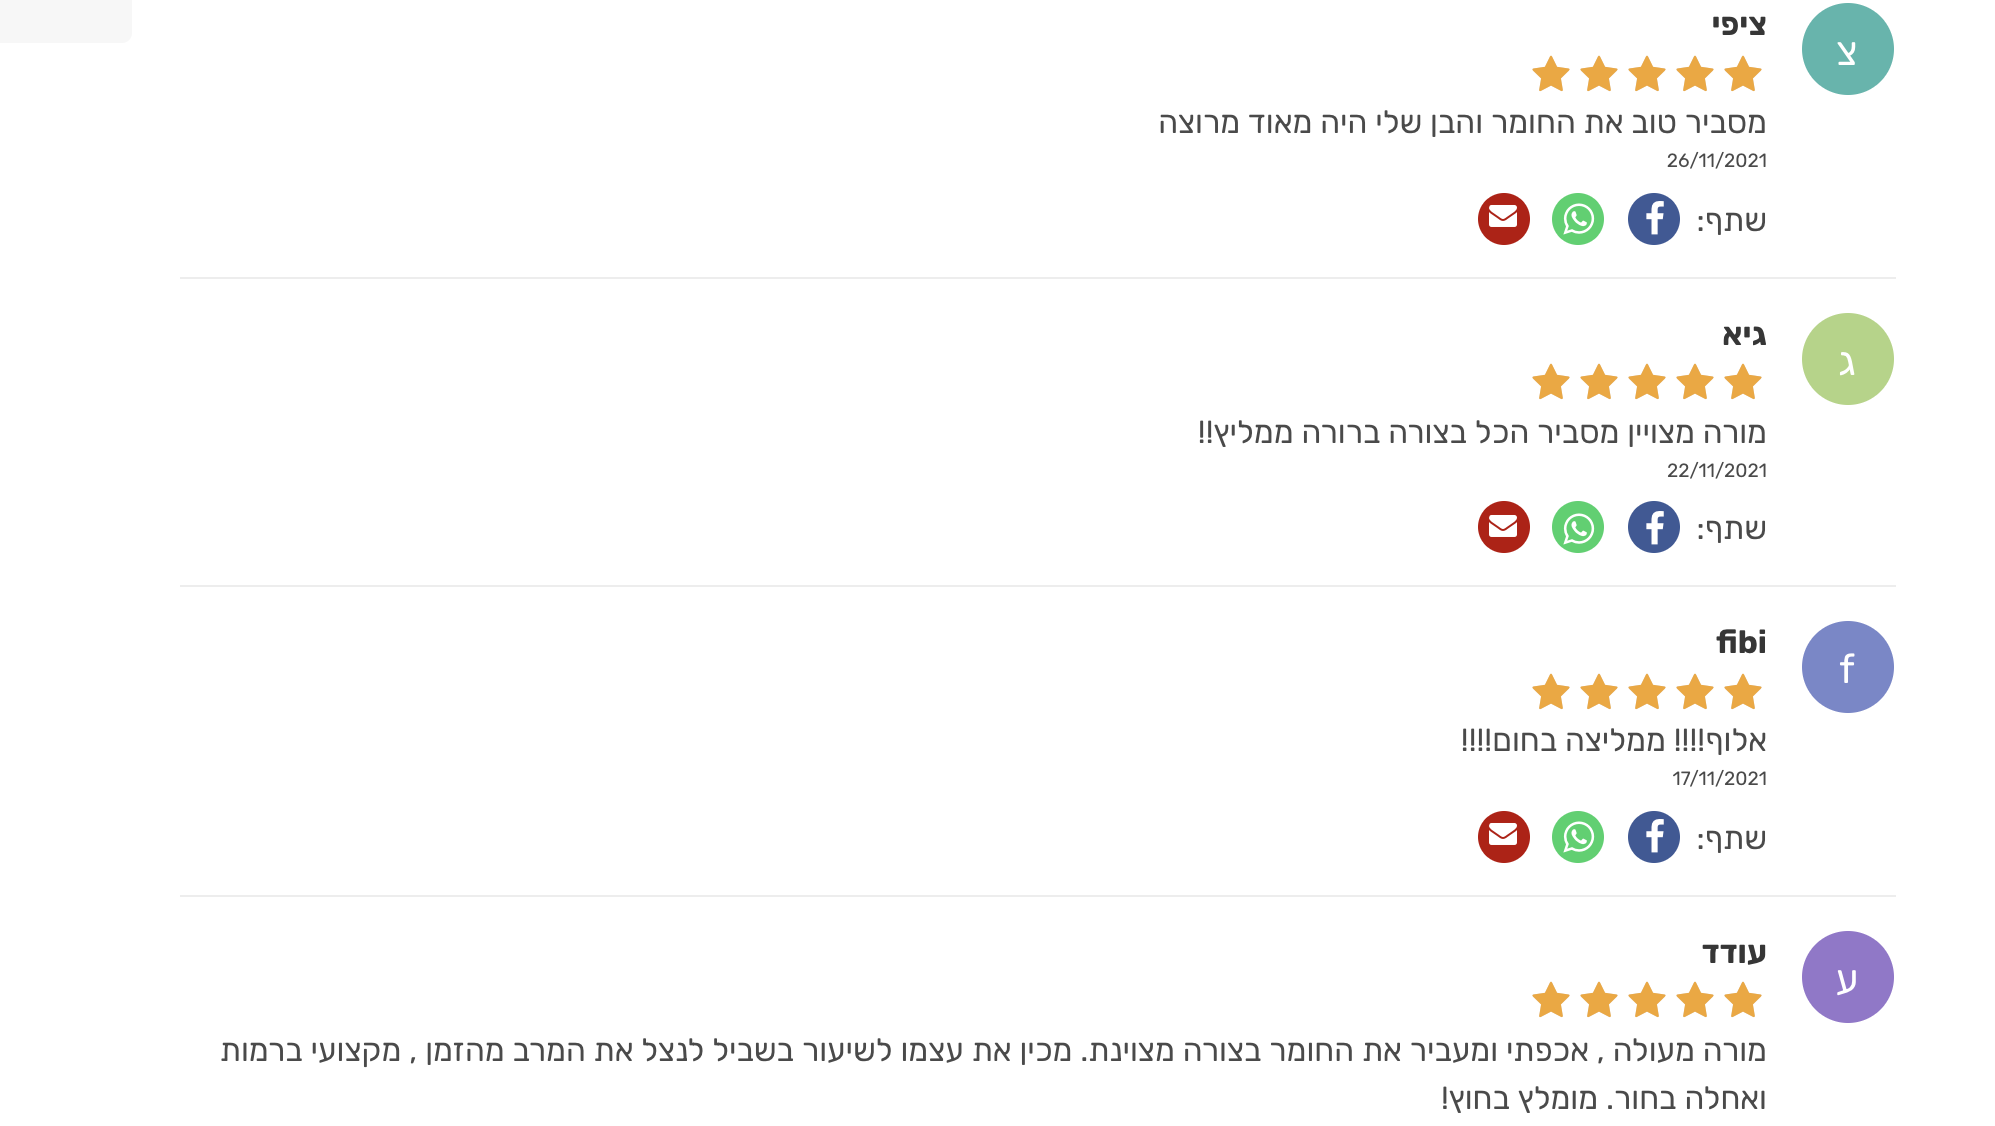 צ
ציפי
מסביר טוב את החומר והבן שלי היה מאוד מרוצה
26/11/2021
שתף:
ג
גיא
מורה מצויין מסביר הכל בצורה ברורה ממליץ!!
22/11/2021
שתף:
f
fibi
אלוף!!!! ממליצה בחום!!!!
17/11/2021
שתף:
ע
עודד
מורה מעולה , אכפתי ומעביר את החומר בצורה מצוינת. מכין את עצמו לשיעור בשביל לנצל את המרב מהזמן , מקצועי ברמות
ואחלה בחור. מומלץ בחוץ!